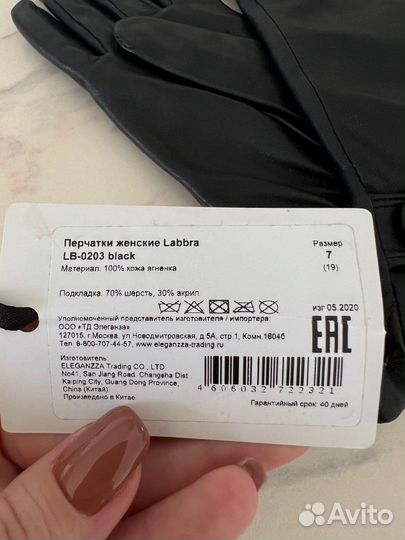 Перчатки женские Labbra
LB-0203 black
Материал: 100% кожа ягненка
Размер
7
(19)
Подкладка: 70% шерсть, 30% акрил
изг 05.2020
Уполномоченный представитель изготовителя / импортера:
ООО «ТД Элеганза»
127015, г.Москва, ул. Новодмитровская, д.5А, стр 1, Комн.1604б
Тел. 8-800-707-44-57, www.eleganzza-trading.ru
EAC
Изготовитель:
ELEGANZZA Trading CO., LTD
No41, San Jiang Road. Changsha Dist
Kaiping City, Guang Dong Province,
China (Китай)
Произведено в Китае
4 606032 722321
Гарантийный срок: 40 дней
Avito